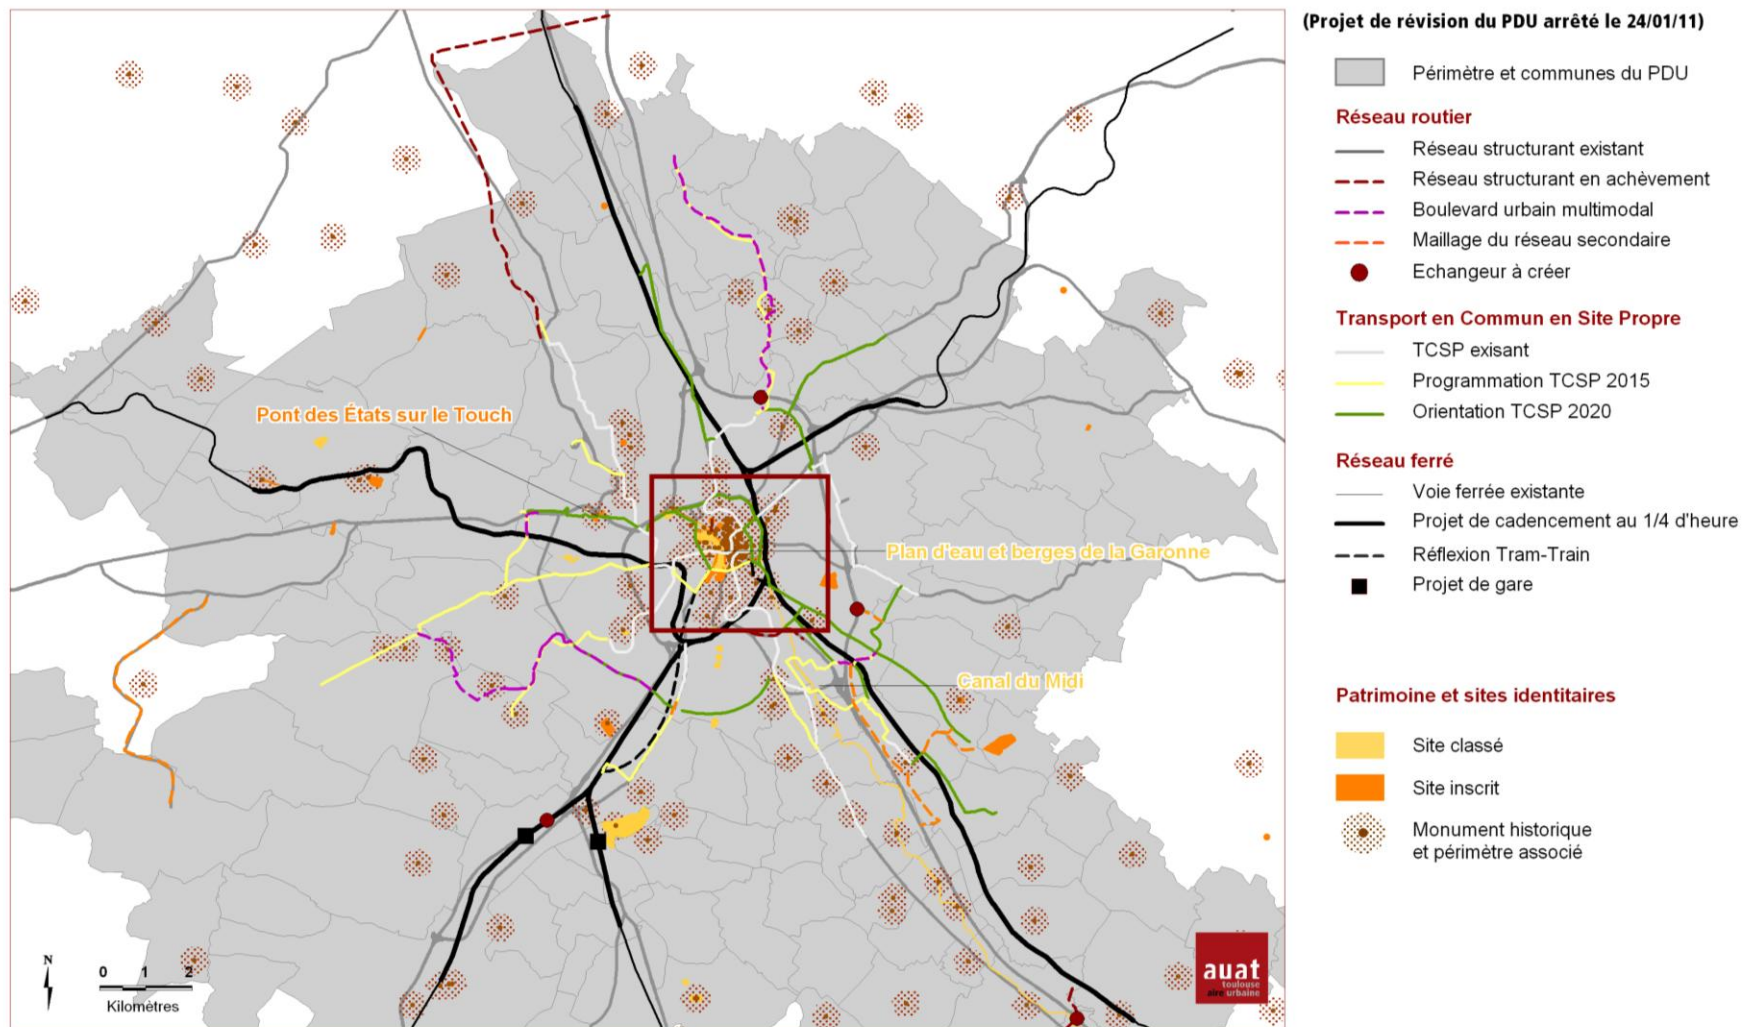 (Projet de révision du PDU arrêté le 24/01/11)
Périmètre et communes du PDU
Réseau routier
Réseau structurant existant
Réseau structurant en achèvement
Boulevard urbain multimodal
Maillage du réseau secondaire
Echangeur à créer
Transport en Commun en Site Propre
TCSP exisant
Programmation TCSP 2015
Orientation TCSP 2020
Réseau ferré
Voie ferrée existante
Projet de cadencement au 1/4 d'heure
Réflexion Tram-Train
Projet de gare
Patrimoine et sites identitaires
Site classé
Site inscrit
Monument historique
et périmètre associé
Pont des États sur le Touch
Plan d'eau et berges de la Garonne
Canal du Midi
N
0 1 2
Kilomètres
auat
toulouse
aire urbaine